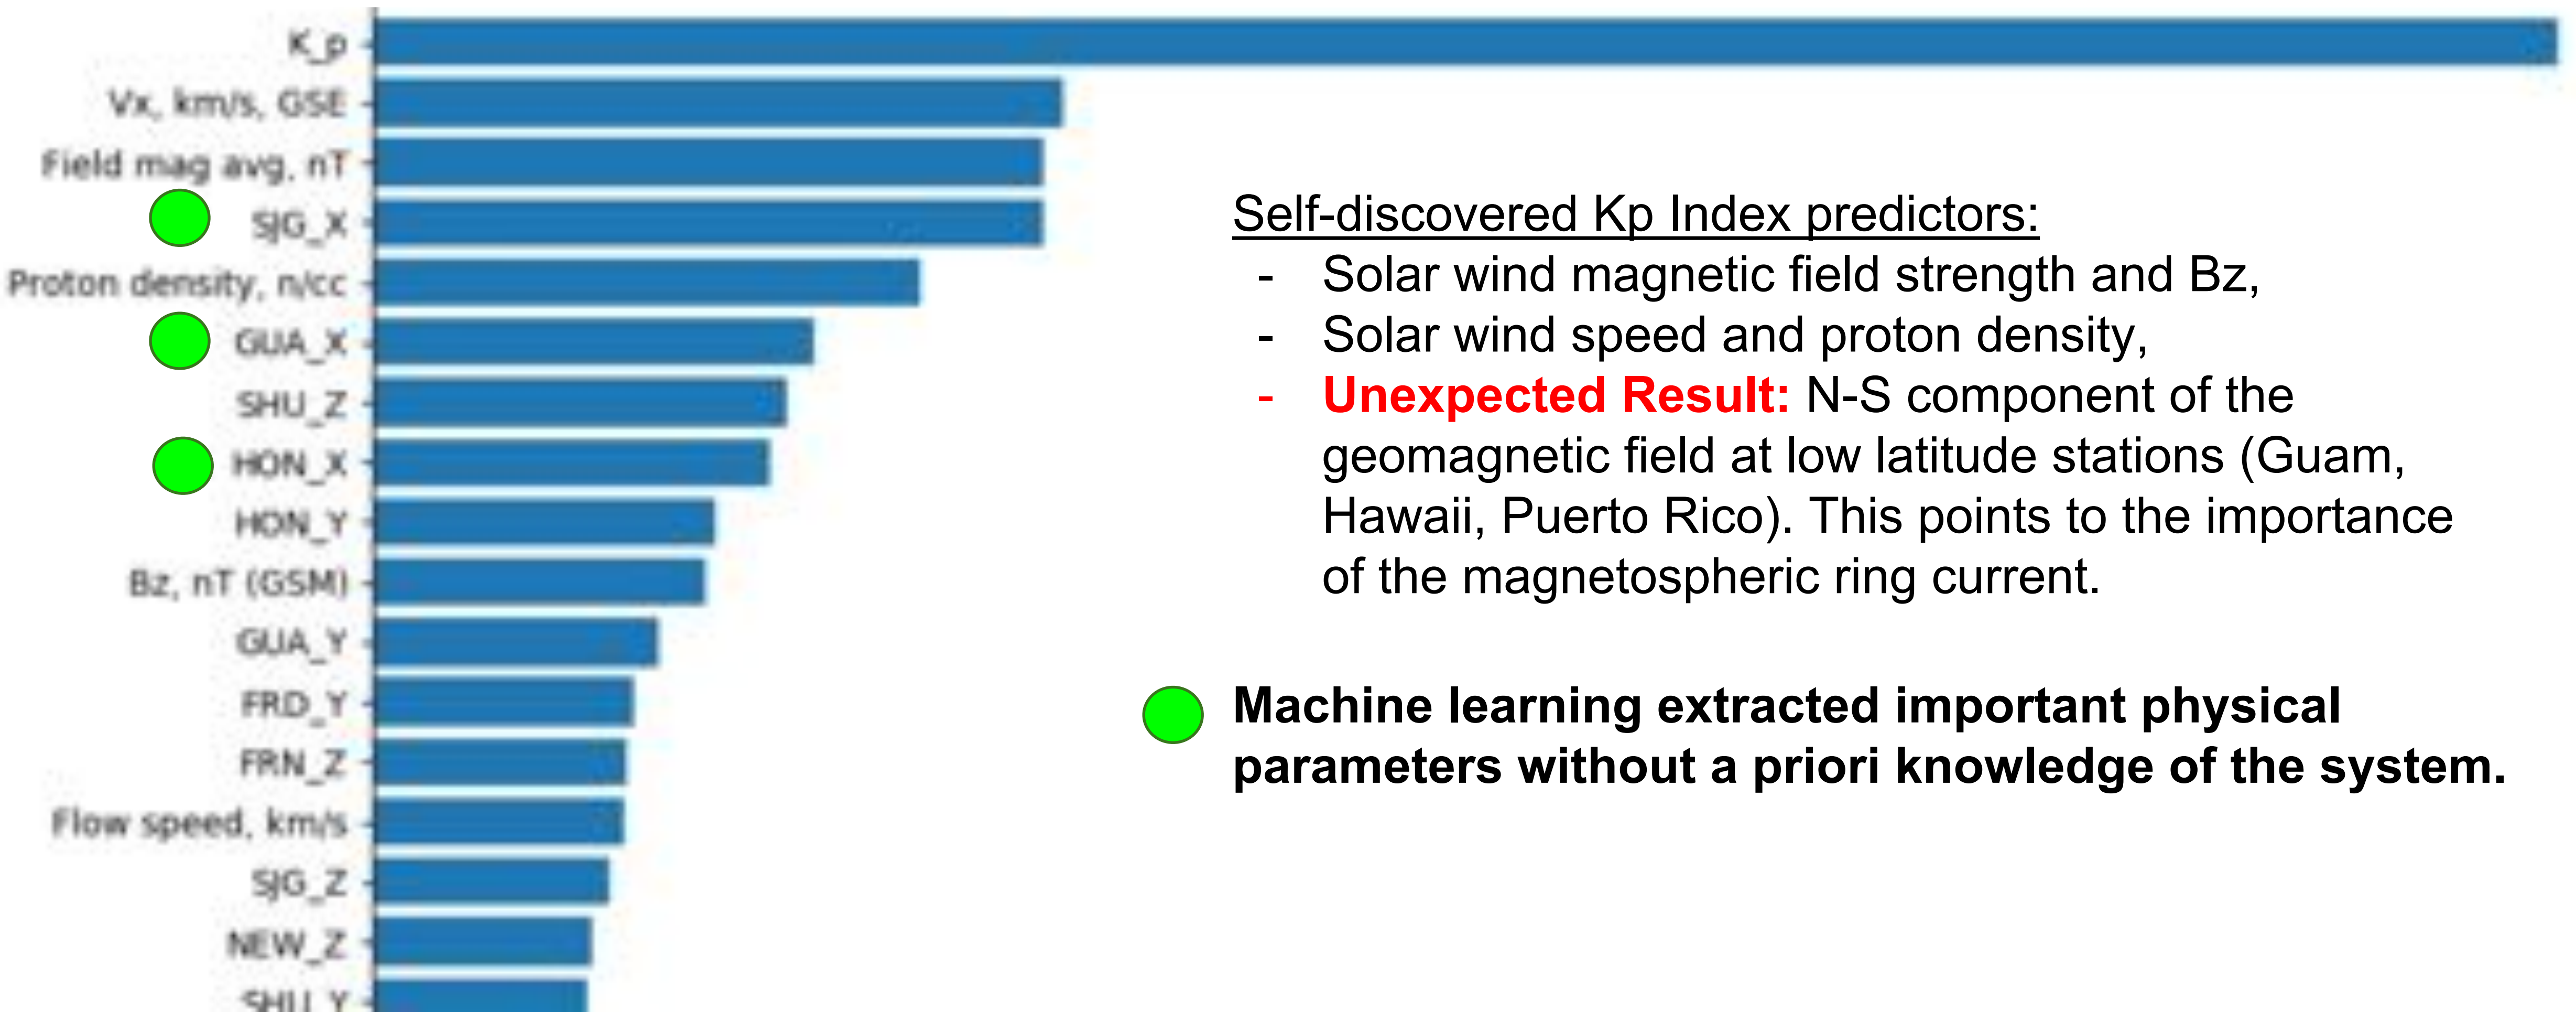 K_p
Vx, km/s, GSE
Field mag avg, nT
SJG_X
Proton density, n/cc
GUA_X
SHU_Z
HON_X
HON_Y
Bz, nT (GSM)
GUA_Y
FRD_Y
FRN_Z
Flow speed, km/s
SJG_Z
NEW_Z
SHU_Y
Self-discovered Kp Index predictors:
- Solar wind magnetic field strength and Bz,
- Solar wind speed and proton density,
- Unexpected Result: N-S component of the
geomagnetic field at low latitude stations (Guam,
Hawaii, Puerto Rico). This points to the importance
of the magnetospheric ring current.
Machine learning extracted important physical
parameters without a priori knowledge of the system.